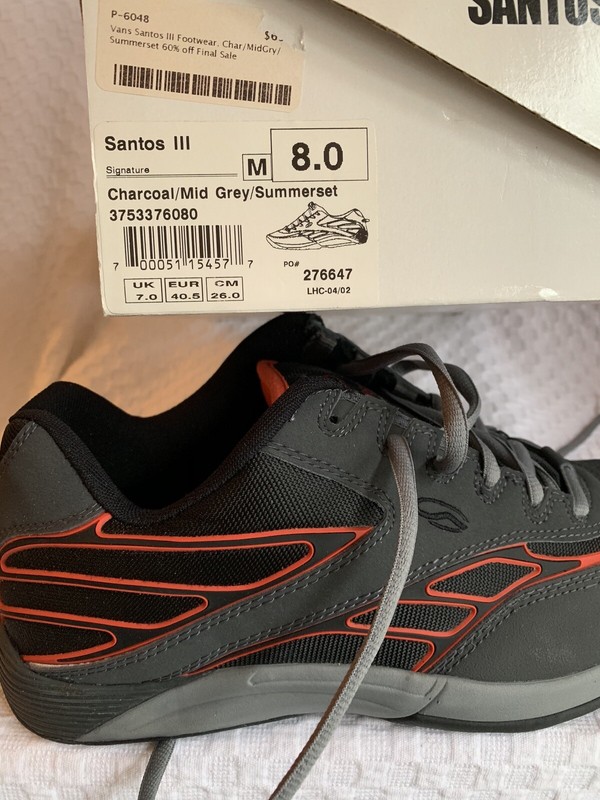 SANTOS
P-6048
Vans Santos III Footwear, Char/MidGry/
Summerset 60% off Final Sale
Santos III
Signature
M 8.0
Charcoal/Mid Grey/Summerset
3753376080
7 00051 15457 7
PO# 276647
LHC-04/02
UK EUR CM
7.0 40.5 26.0